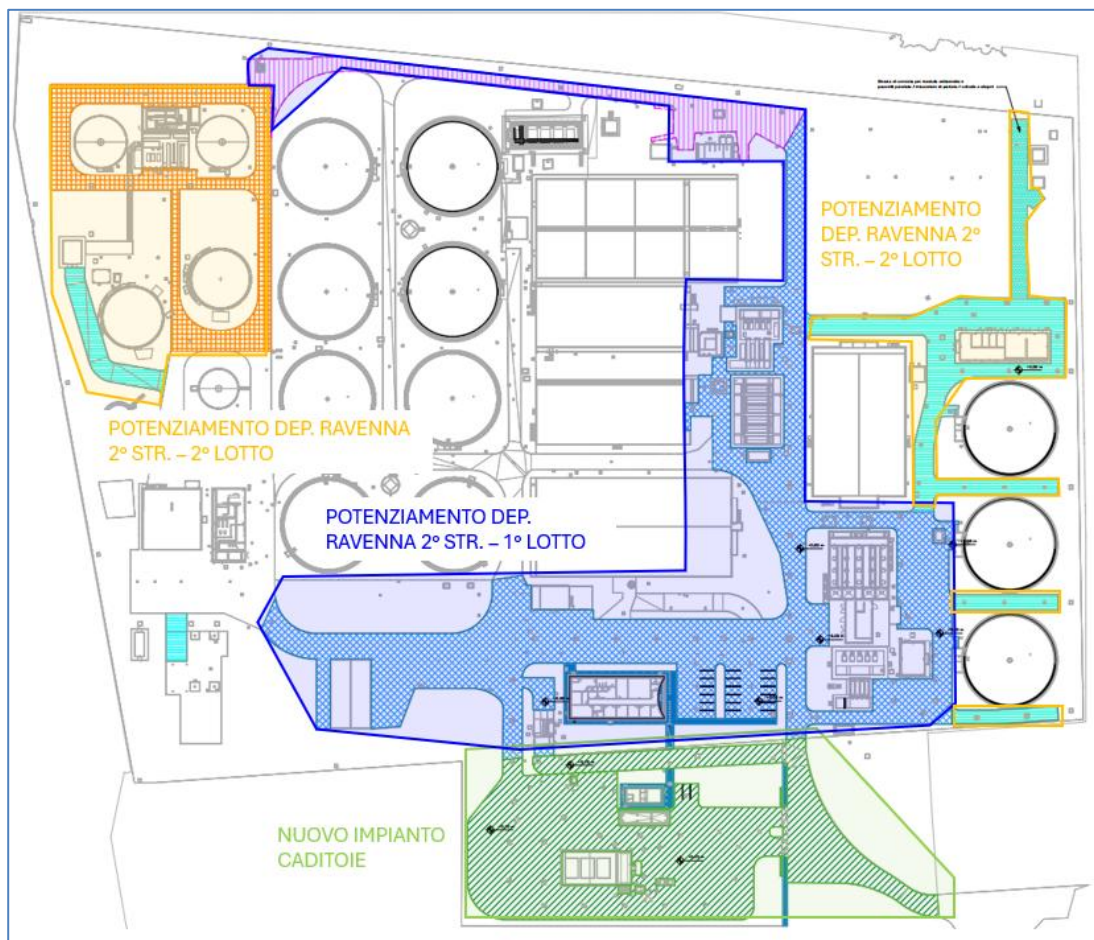 POTENZIAMENTO
DEP. RAVENNA 2°
STR. – 2° LOTTO
POTENZIAMENTO DEP. RAVENNA
2° STR. – 2° LOTTO
POTENZIAMENTO DEP.
RAVENNA 2° STR. – 1° LOTTO
NUOVO IMPIANTO
CADITOIE